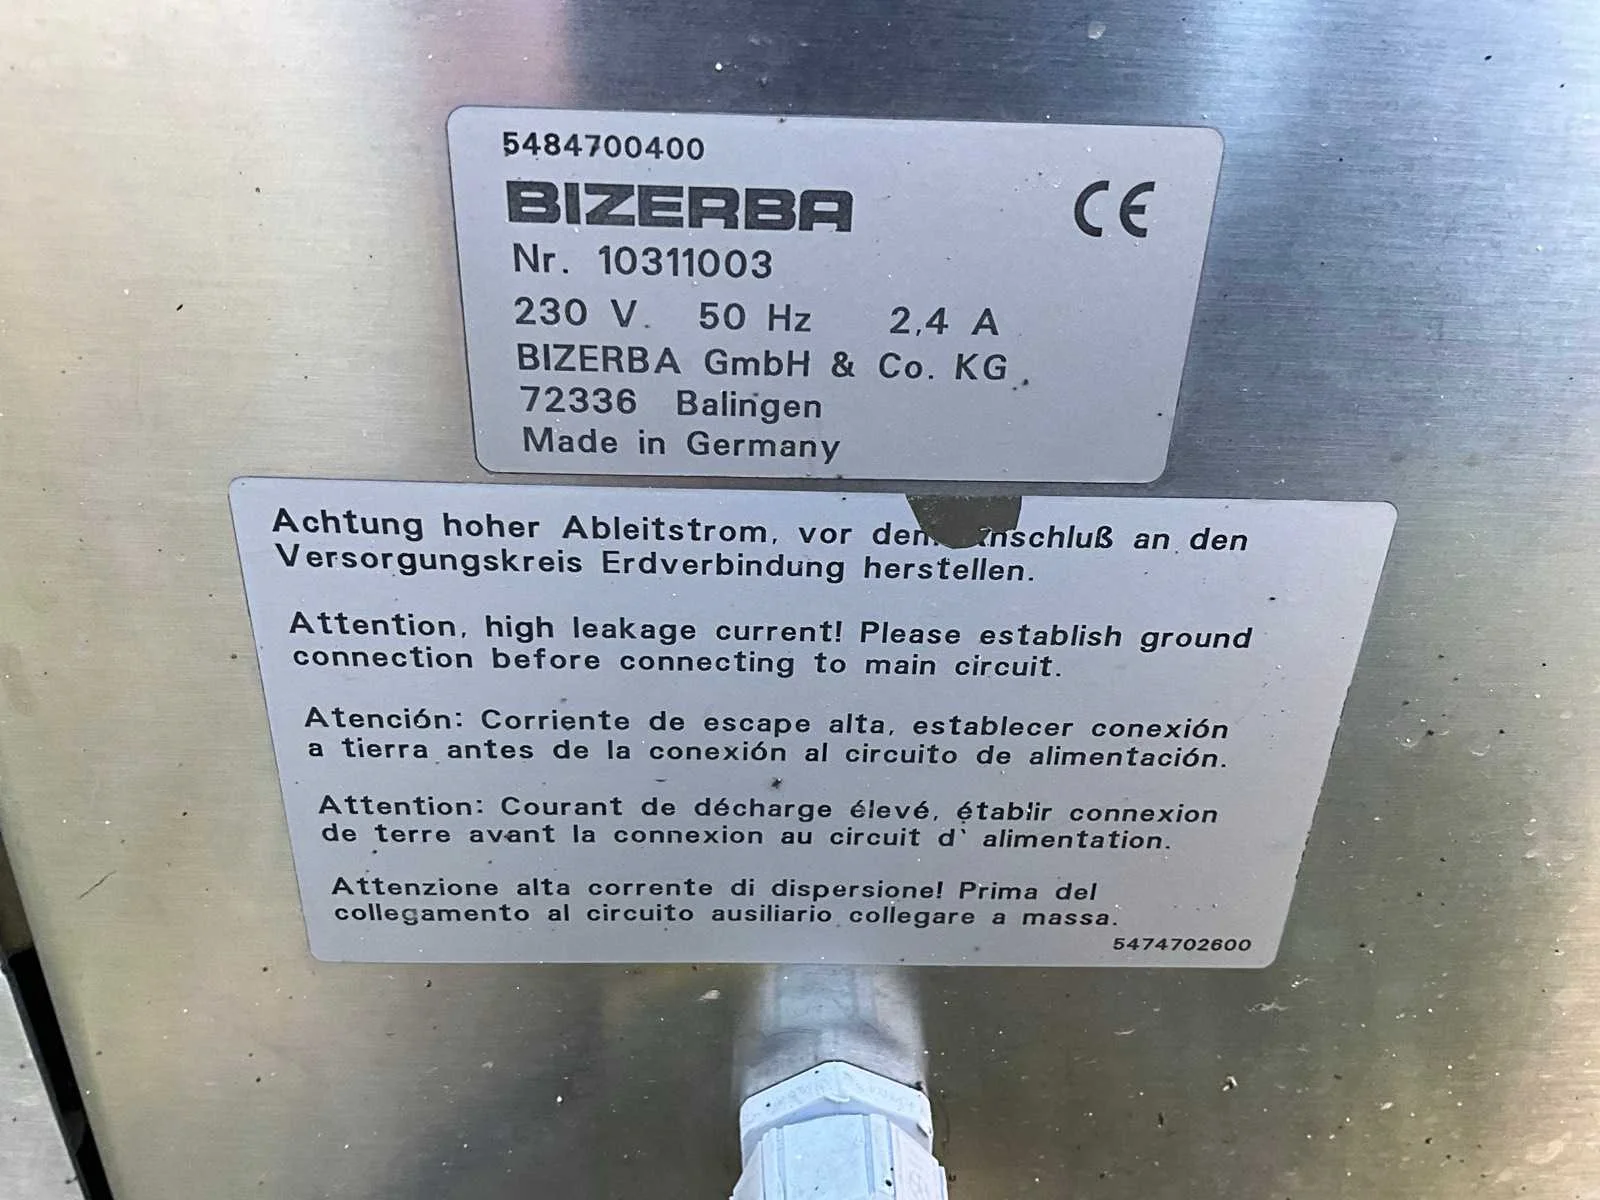 5484700400
BIZERBA
CE
Nr. 10311003
230 V. 50 Hz 2,4 A
BIZERBA GmbH & Co. KG
72336 Balingen
Made in Germany
Achtung hoher Ableitstrom, vor dem an den
Versorgungskreis Erdverbindung herstellen.
Attention, high leakage current! Please establish ground
connection before connecting to main circuit.
Atención: Corriente de escape alta, establecer conexión
a tierra antes de la conexión al circuito de alimentación.
Attention: Courant de décharge élevé, établir connexion
de terre avant la connexion au circuit d` alimentation.
Attenzione alta corrente di dispersione! Prima del
collegamento al circuito ausiliario collegare a massa.
5474702600